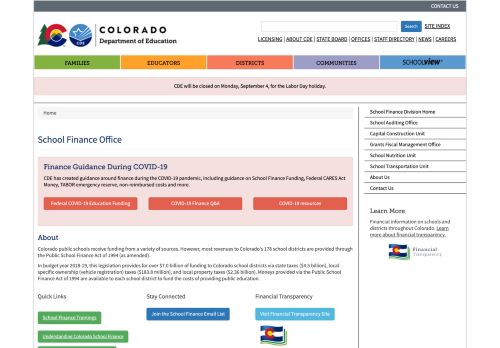 CONTACT US
COLORADO
Department of Education
CDE
Search
SITE INDEX
LICENSING | ABOUT CDE | STATE BOARD | OFFICES | STAFF DIRECTORY | NEWS | CAREERS
FAMILIES
EDUCATORS
DISTRICTS
COMMUNITIES
SCHOOLVIEW
CDE will be closed on Monday, September 4, for the Labor Day holiday.
Home
School Finance Office
Finance Guidance During COVID-19
CDE has created guidance around finance during the COVID-19 pandemic, including guidance on School Finance Funding, Federal CARES Act
Money, TABOR emergency reserve, non-reimbursed costs and more.
Federal COVID-19 Education Funding
COVID-19 Finance Q&A
COVID-19 resources
About
Colorado public schools receive funding from a variety of sources. However, most revenues to Colorado's 178 school districts are provided through
the Public School Finance Act of 1994 (as amended).
In budget year 2018-29, this legislation provides for over $7.0 billion of funding to Colorado school districts via state taxes ($4.5 billion), local
specific ownership (vehicle registration) taxes ($183.8 million), and local property taxes ($2.36 billion). Moneys provided via the Public School
Finance Act of 1994 are available to each school district to fund the costs of providing public education.
Quick Links
School Finance Trainings
Understanding Colorado School Finance
Stay Connected
Join the School Finance Email List
Financial Transparency
Visit Financial Transparency Site
School Finance Division Home
School Auditing Office
Capital Construction Unit
Grants Fiscal Management Office
School Nutrition Unit
School Transportation Unit
About Us
Contact Us
Learn More
Financial information on schools and
districts throughout Colorado. Learn
more about financial transparency.
Financial
Transparency